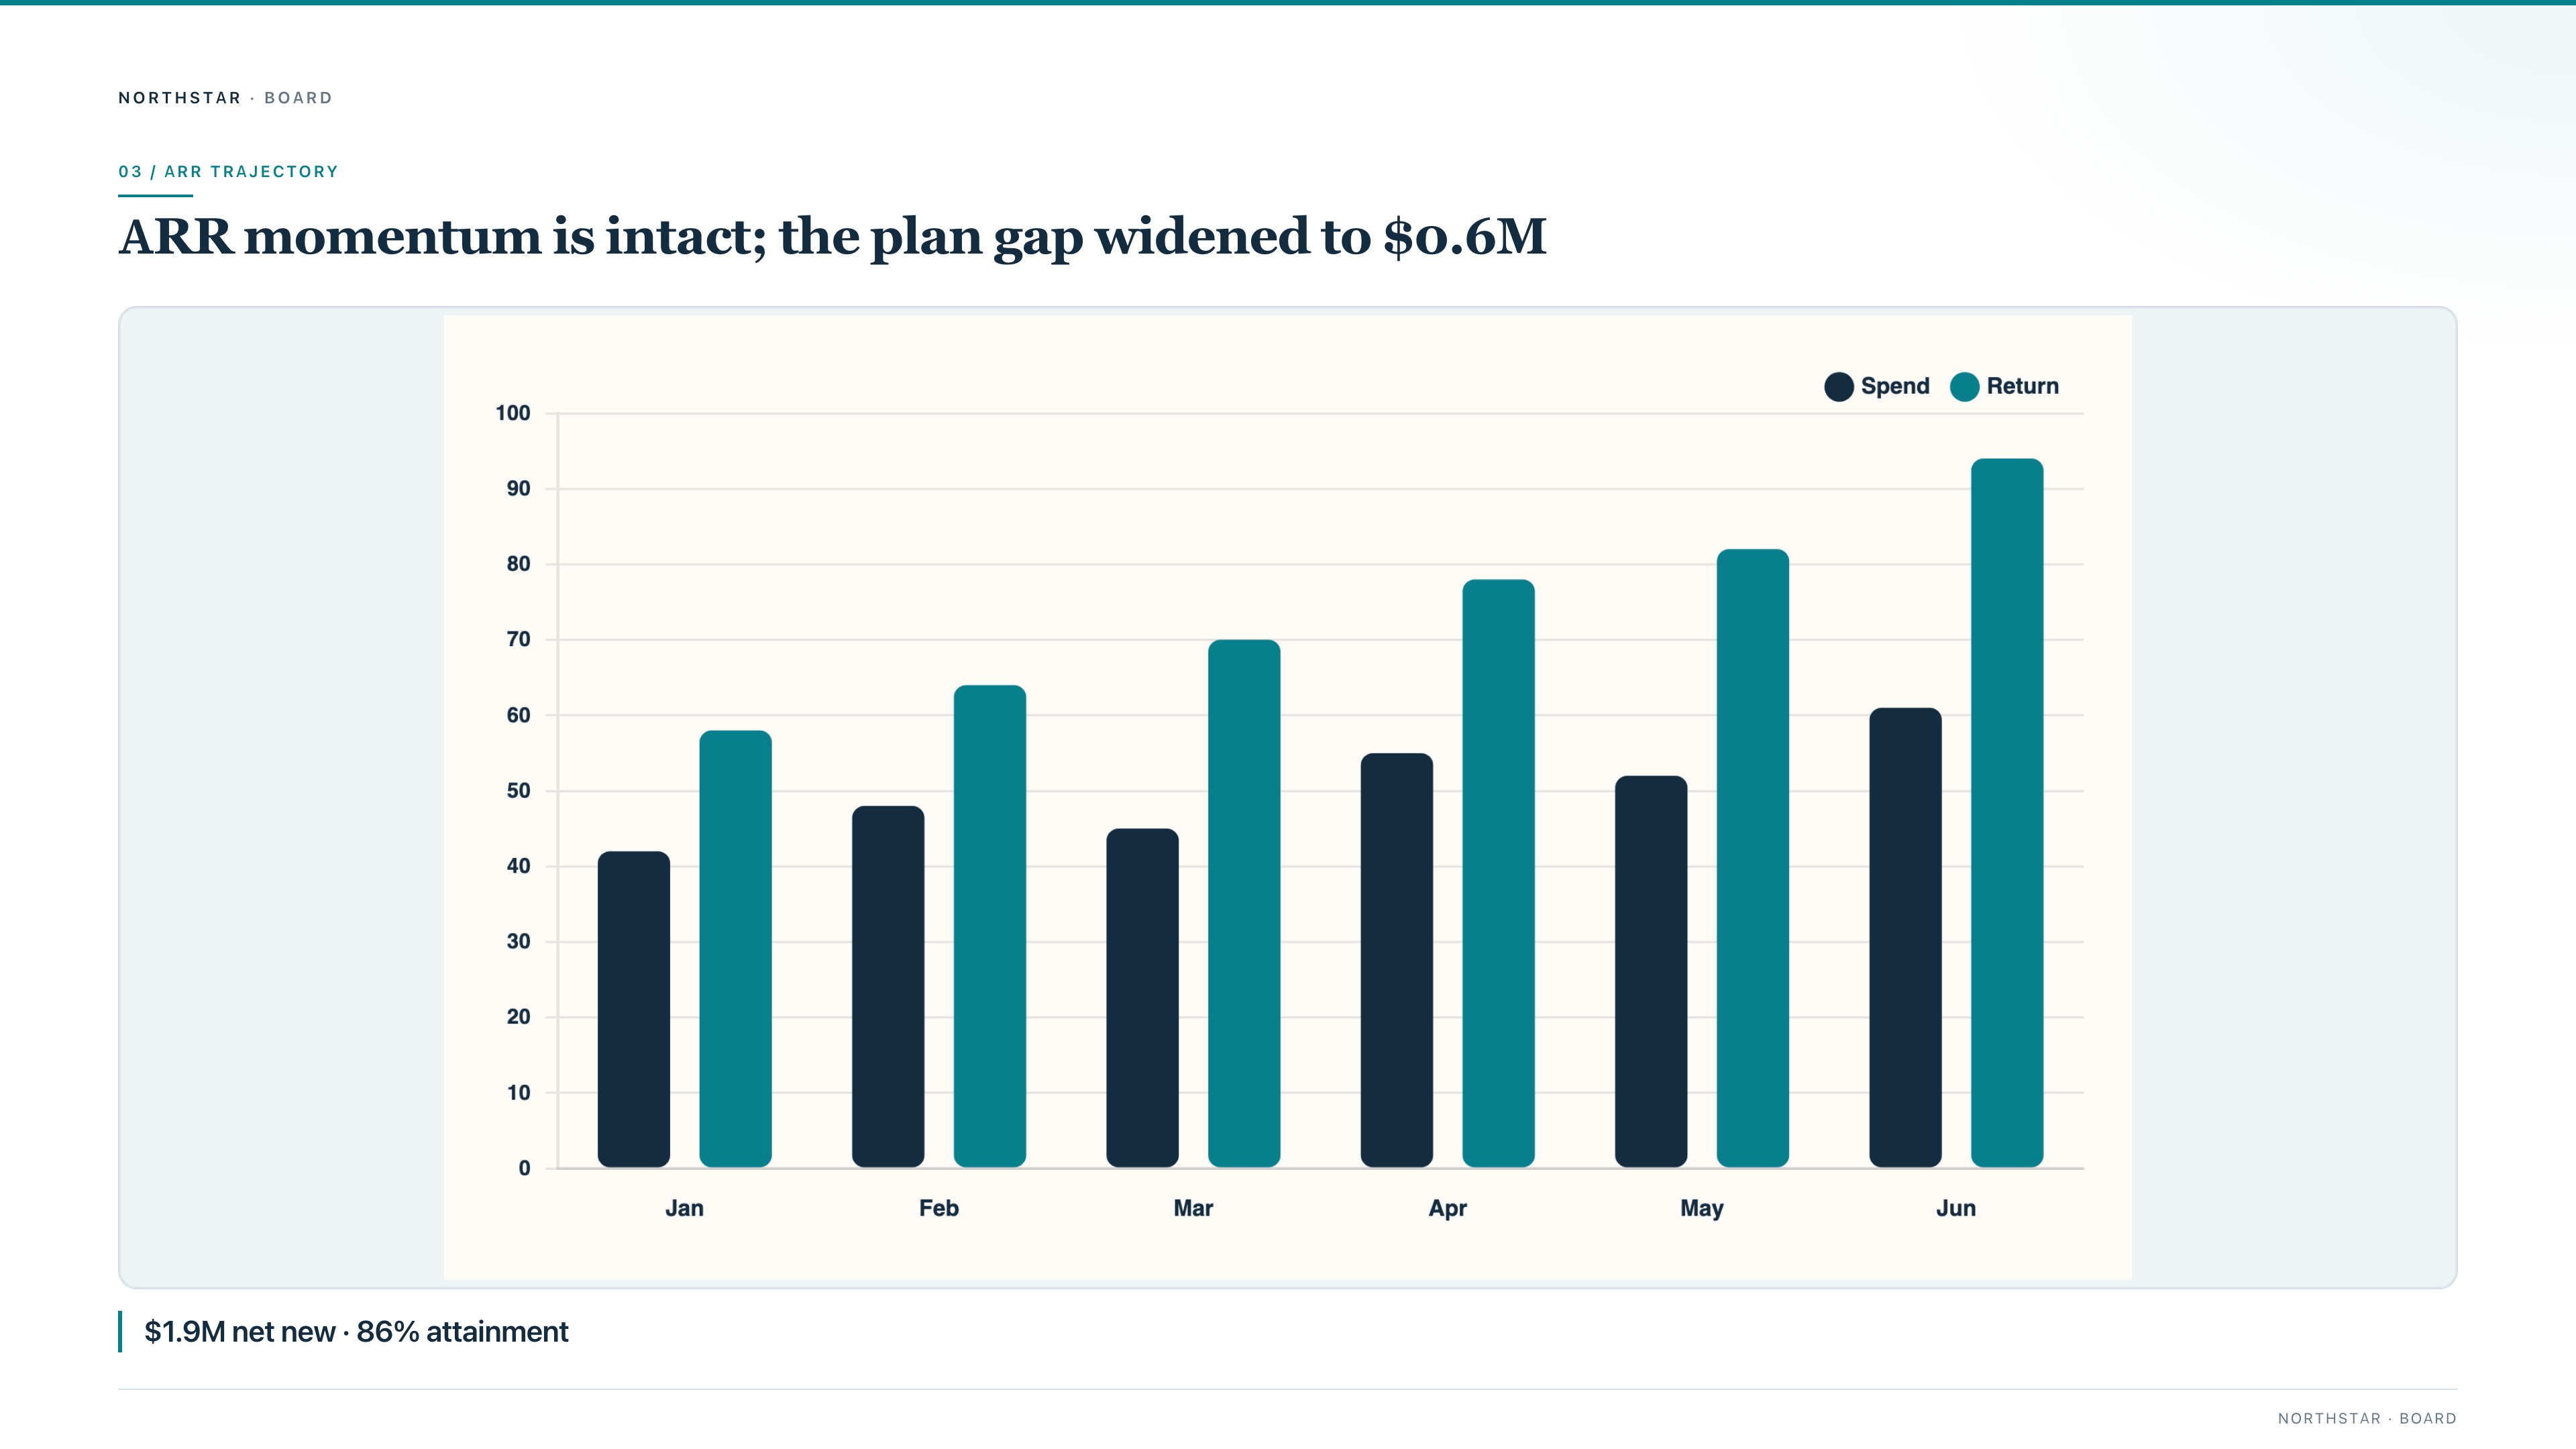 NORTHSTAR · BOARD
03 / ARR TRAJECTORY
ARR momentum is intact; the plan gap widened to $0.6M
Spend Return
100
90
80
70
60
50
40
30
20
10
0
Jan Feb Mar Apr May Jun
$1.9M net new · 86% attainment
NORTHSTAR · BOARD